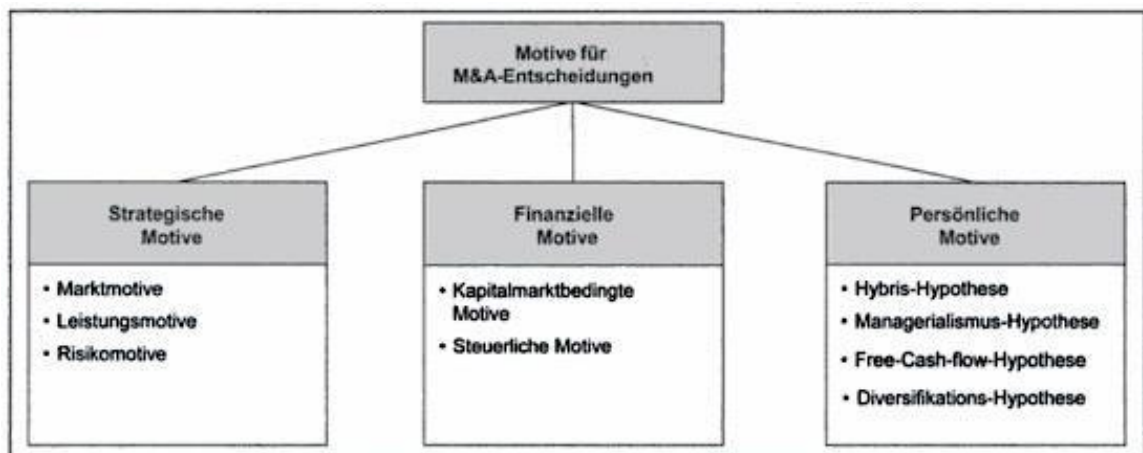 Motive für
M&A-Entscheidungen
Strategische
Motive
• Marktmotive
• Leistungsmotive
• Risikomotive
Finanzielle
Motive
• Kapitalmarktbedingte
Motive
• Steuerliche Motive
Persönliche
Motive
• Hybris-Hypothese
• Managerialismus-Hypothese
• Free-Cash-flow-Hypothese
• Diversifikations-Hypothese